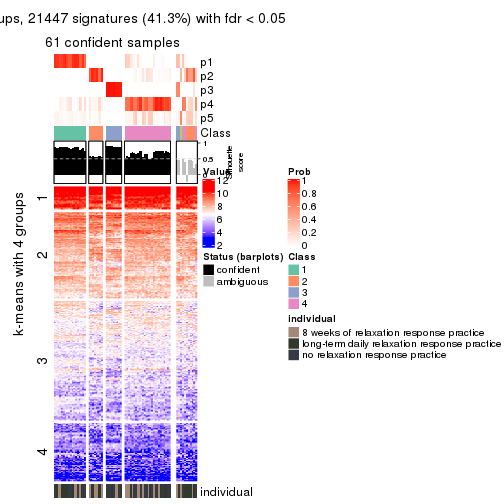 ups, 21447 signatures (41.3%) with fdr < 0.05
61 confident samples
p1
p2
p3
p4
p5
Class
1
0.5
0
silhouette
score
k-means with 4 groups
1
2
3
4
individual
Value
12
10
8
6
4
2
Prob
1
0.8
0.6
0.4
0.2
0
Status (barplots)
confident
ambiguous
Class
1
2
3
4
individual
8 weeks of relaxation response practice
long-term daily relaxation response practice
no relaxation response practice